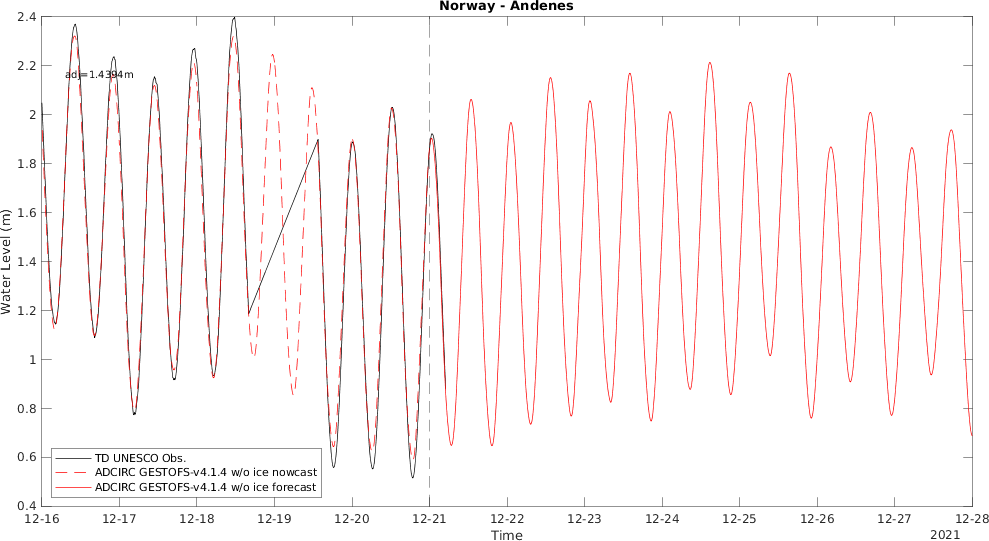 Norway - Andenes
2.4
2.2
2
1.8
1.6
1.4
1.2
1
0.8
0.6
0.4
Water Level (m)
adj=1.4394m
TD UNESCO Obs.
ADCIRC GESTOFS-v4.1.4 w/o ice nowcast
ADCIRC GESTOFS-v4.1.4 w/o ice forecast
12-16 12-17 12-18 12-19 12-20 12-21 12-22 12-23 12-24 12-25 12-26 12-27 12-28
Time
2021